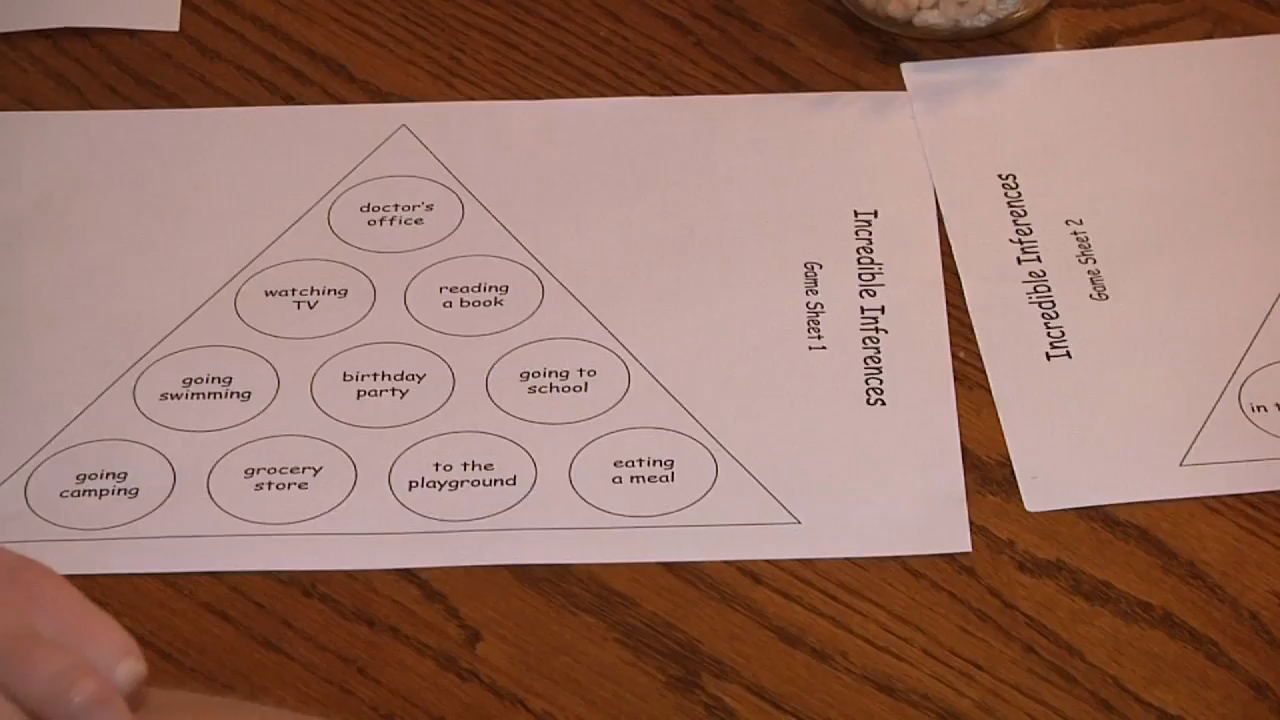 doctor's
office
watching
TV
reading
a book
going
swimming
birthday
party
going to
school
going
camping
grocery
store
to the
playground
eating
a meal
Incredible Inferences
Game Sheet 1
Incredible Inferences
Game Sheet 2
in